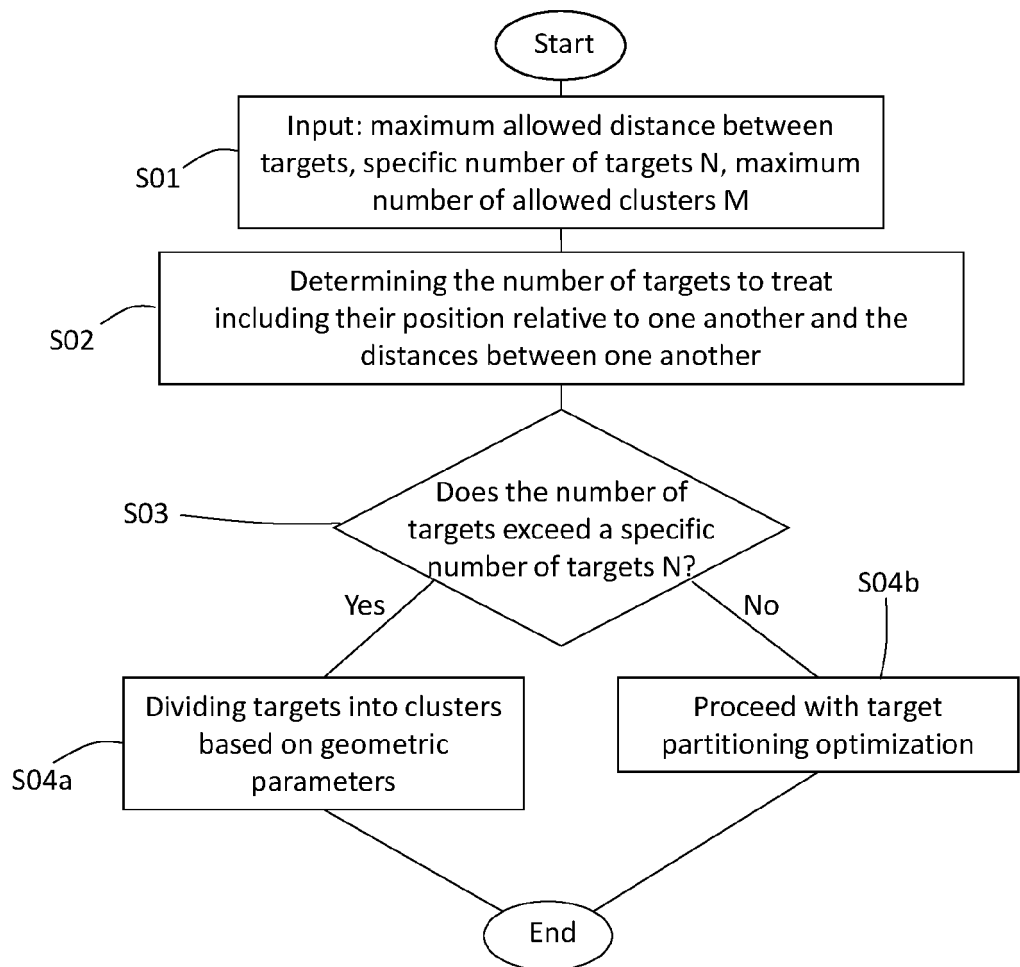 Start
Input: maximum allowed distance between
targets, specific number of targets N, maximum
number of allowed clusters M
S01
Determining the number of targets to treat
including their position relative to one another and the
distances between one another
S02
Does the number of
targets exceed a specific
number of targets N?
S03
Yes
No
S04b
Dividing targets into clusters
based on geometric
parameters
S04a
Proceed with target
partitioning optimization
End